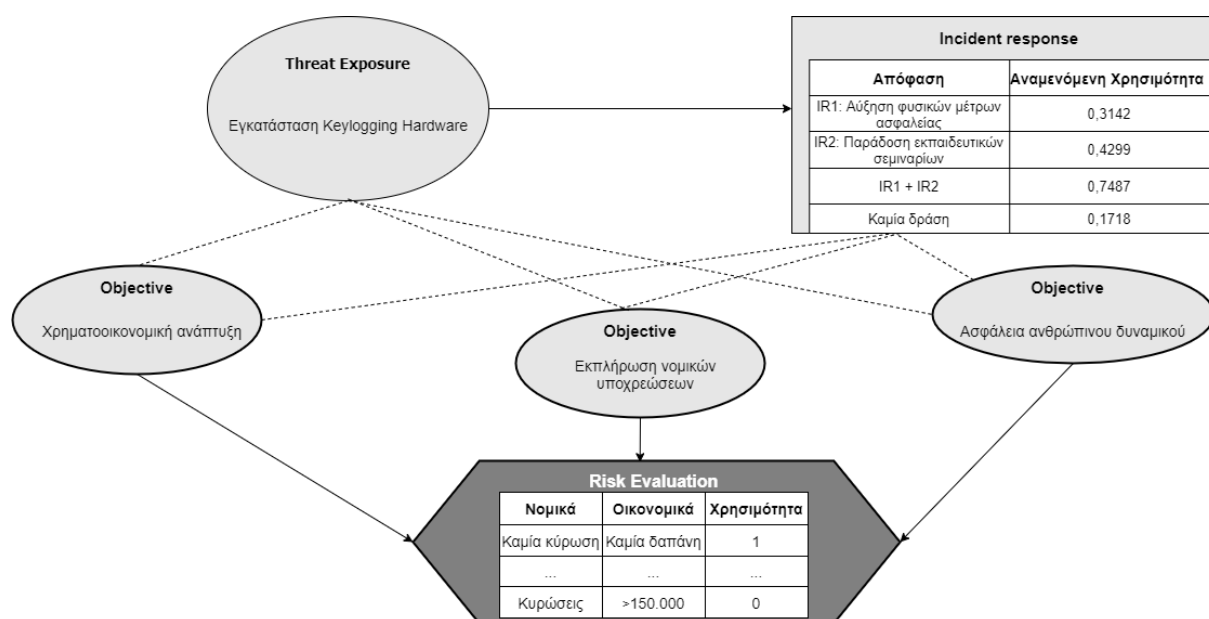 Threat Exposure
Εγκατάσταση Keylogging Hardware
Incident response
Απόφαση Αναμενόμενη Χρησιμότητα
IR1: Αύξηση φυσικών μέτρων
ασφαλείας
0,3142
IR2: Παράδοση εκπαιδευτικών
σεμιναρίων
0,4299
IR1 + IR2 0,7487
Καμία δράση 0,1718
Objective
Χρηματοοικονομική ανάπτυξη
Objective
Εκπλήρωση νομικών
υποχρεώσεων
Objective
Ασφάλεια ανθρώπινου δυναμικού
Risk Evaluation
Νομικά Οικονομικά Χρησιμότητα
Καμία κύρωση Καμία δαπάνη 1
... ... ...
Κυρώσεις >150.000 0